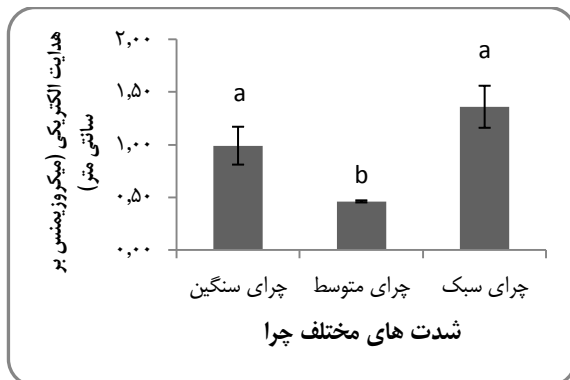 هدایت الکتریکی (میکروزیمنس بر
سانتی متر)
۲,۰۰
۱,۵۰
۱,۰۰
۰,۵۰
۰,۰۰
a
b
a
چرای سنگین
چرای متوسط
چرای سبک
شدت های مختلف چرا